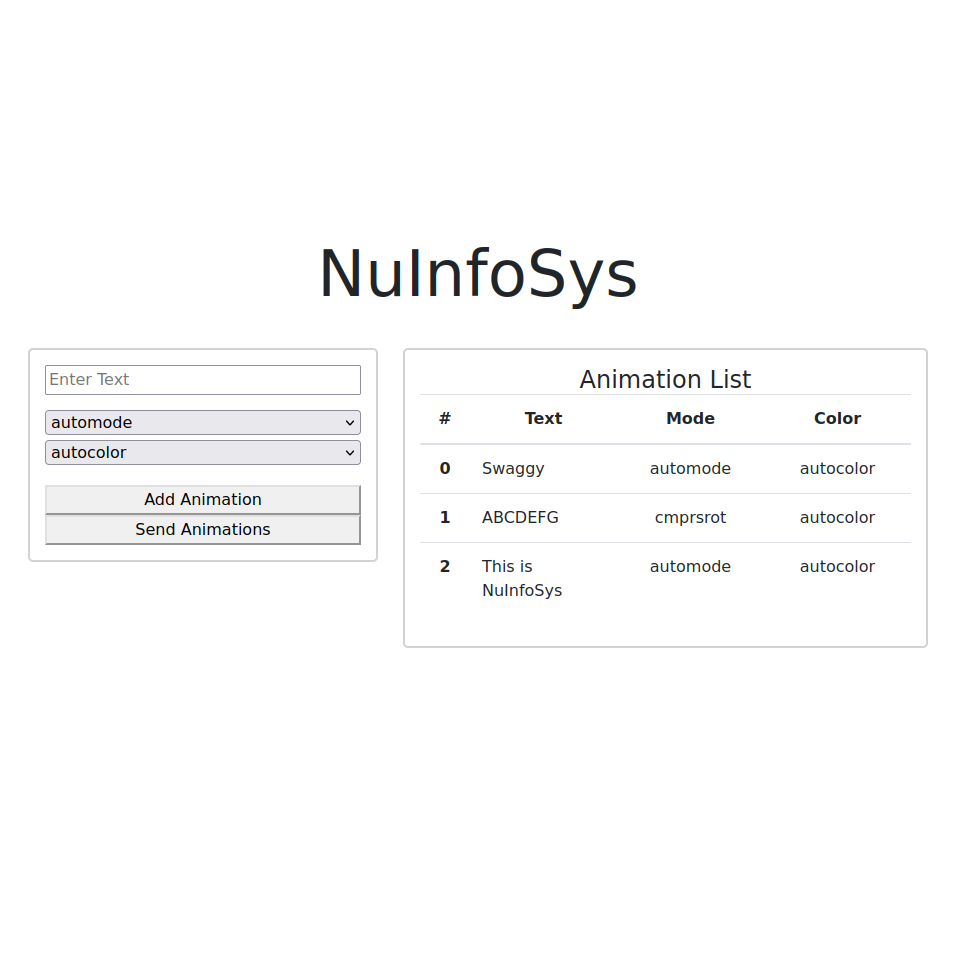 NuInfoSys
Enter Text
automode
autocolor
Add Animation
Send Animations
Animation List
# Text Mode Color
0 Swaggy automode autocolor
1 ABCDEFG cmprsrot autocolor
2 This is automode autocolor
NuInfoSys